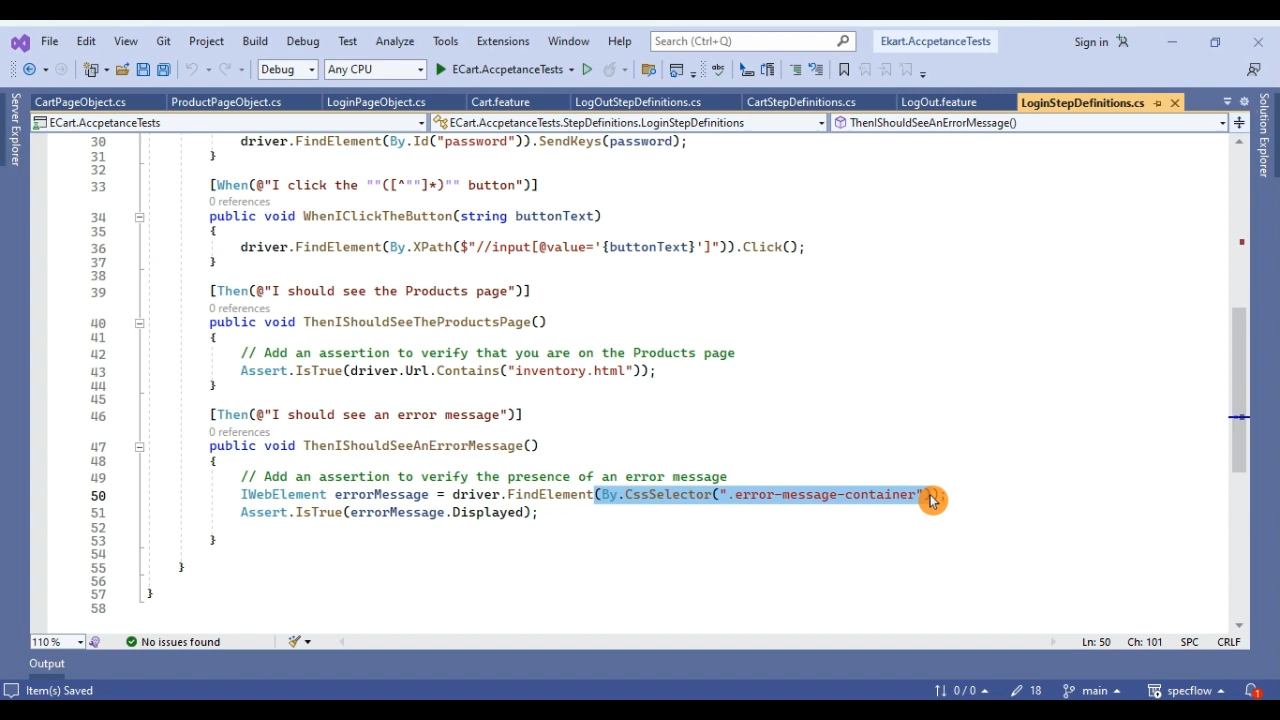 File Edit View Git Project Build Debug Test Analyze Tools Extensions Window Help Search (Ctrl+Q) Ekart.AccpetanceTests Sign in
Debug Any CPU ECart.AccpetanceTests
CartPageObject.cs ProductPageObject.cs LoginPageObject.cs Cart.feature LogOutStepDefinitions.cs CartStepDefinitions.cs LogOut.feature LoginStepDefinitions.cs
Server Explorer
Solution Explorer
ECart.AccpetanceTests ECart.AccpetanceTests.StepDefinitions.LoginStepDefinitions ThenIShouldSeeAnErrorMessage()
30 driver.FindElement(By.Id("password")).SendKeys(password);
31 }
32
33 [When(@"I click the ""([^""]*)"" button")]
0 references
34 public void WhenIClickTheButton(string buttonText)
35 {
36 driver.FindElement(By.XPath($"//input[@value='{buttonText}']")).Click();
37 }
38
39 [Then(@"I should see the Products page")]
0 references
40 public void ThenIShouldSeeTheProductsPage()
41 {
42 // Add an assertion to verify that you are on the Products page
43 Assert.IsTrue(driver.Url.Contains("inventory.html"));
44 }
45
46 [Then(@"I should see an error message")]
0 references
47 public void ThenIShouldSeeAnErrorMessage()
48 {
49 // Add an assertion to verify the presence of an error message
50 IWebElement errorMessage = driver.FindElement(By.CssSelector(".error-message-container"));
51 Assert.IsTrue(errorMessage.Displayed);
52
53 }
54
55 }
56
57 }
58
110 % No issues found Ln: 50 Ch: 101 SPC CRLF
Output
Item(s) Saved 0 / 0 18 main specflow 1